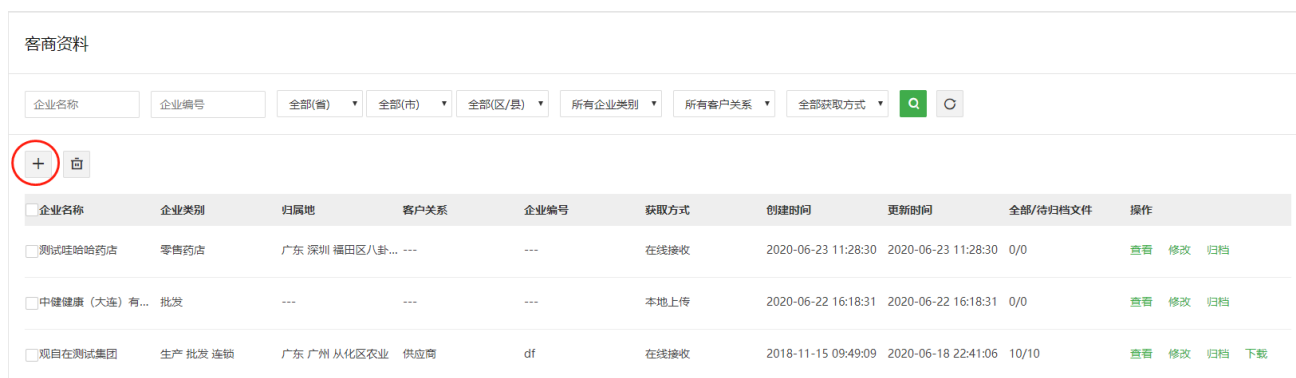 客商资料
企业名称 企业编号 全部(省) 全部(市) 全部(区/县) 所有企业类别 所有客户关系 全部获取方式
企业名称 企业类别 归属地 客户关系 企业编号 获取方式 创建时间 更新时间 全部/待归档文件 操作
测试哇哈哈药店 零售药店 广东 深圳 福田区八卦... --- --- 在线接收 2020-06-23 11:28:30 2020-06-23 11:28:30 0/0 查看 修改 归档
中健健康（大连）有... 批发 --- --- --- 本地上传 2020-06-22 16:18:31 2020-06-22 16:18:31 0/0 查看 修改 归档
观自在测试集团 生产 批发 连锁 广东 广州 从化区农业 供应商 df 在线接收 2018-11-15 09:49:09 2020-06-18 22:41:06 10/10 查看 修改 归档 下载